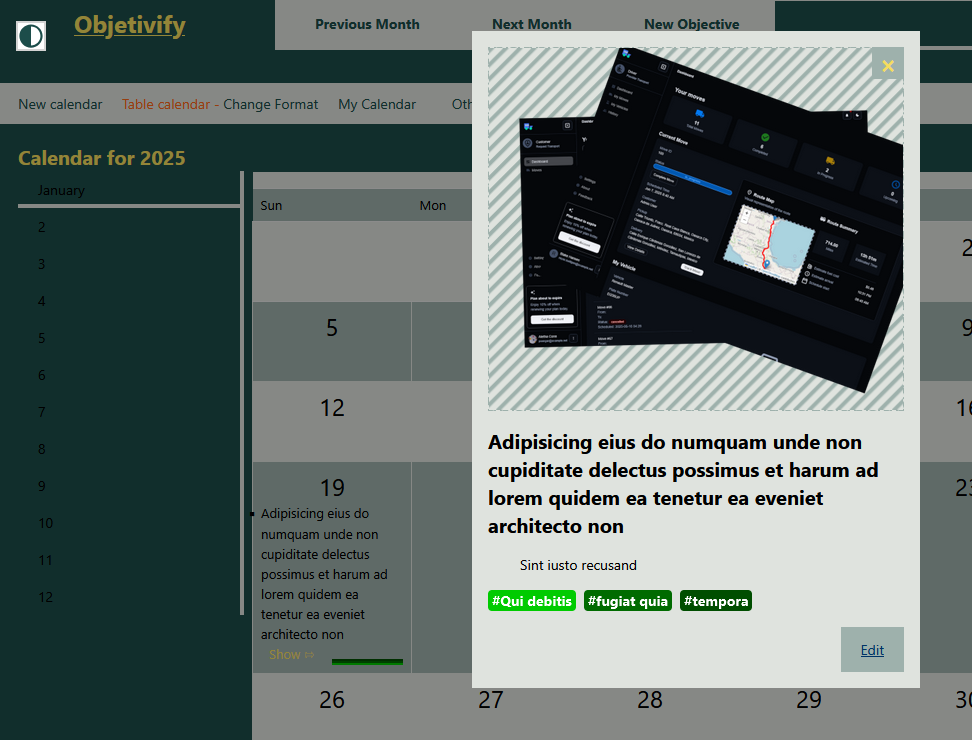 Objetivify
Previous Month
Next Month
New Objective
New calendar
Table calendar - Change Format
My Calendar
Oth
Calendar for 2025
January
2
3
4
5
6
7
8
9
10
11
12
Sun
Mon
5
12
19
Adipisicing eius do
numquam unde non
cupiditate delectus
possimus et harum ad
lorem quidem ea
tenetur ea eveniet
architecto non
Show
26
27
28
29
30
2
9
16
23
Your moves
Current Move
Route Map
Route Summary
My Vehicle
Dashboard
Adipisicing eius do numquam unde non
cupiditate delectus possimus et harum ad
lorem quidem ea tenetur ea eveniet
architecto non
Sint iusto recusand
#Qui debitis
#fugiat quia
#tempora
Edit